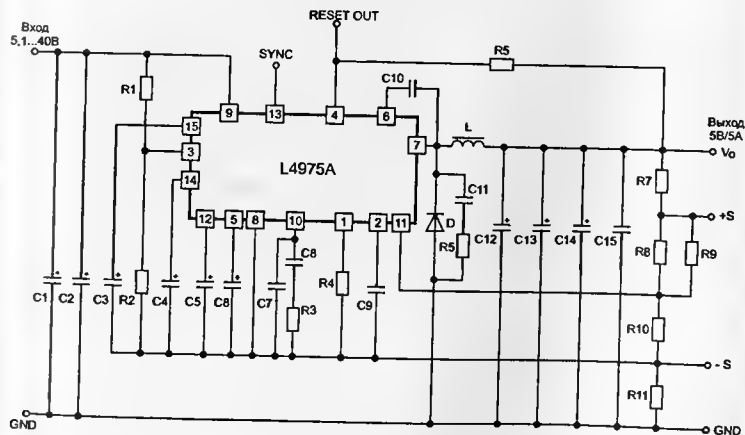 RESET OUT
Вход
5,1...40В
SYNC
R5
C10
R1
9
13
4
6
15
3
14
7
L
Выход
5В/5А
Vo
L4975A
R7
C11
+S
12
5
8
10
1
2
11
D
C12
C13
C14
C15
R8
R9
R5
C8
C1
C2
C3
R2
C4
C5
C8
C7
R4
C9
R3
R10
- S
R11
GND
GND